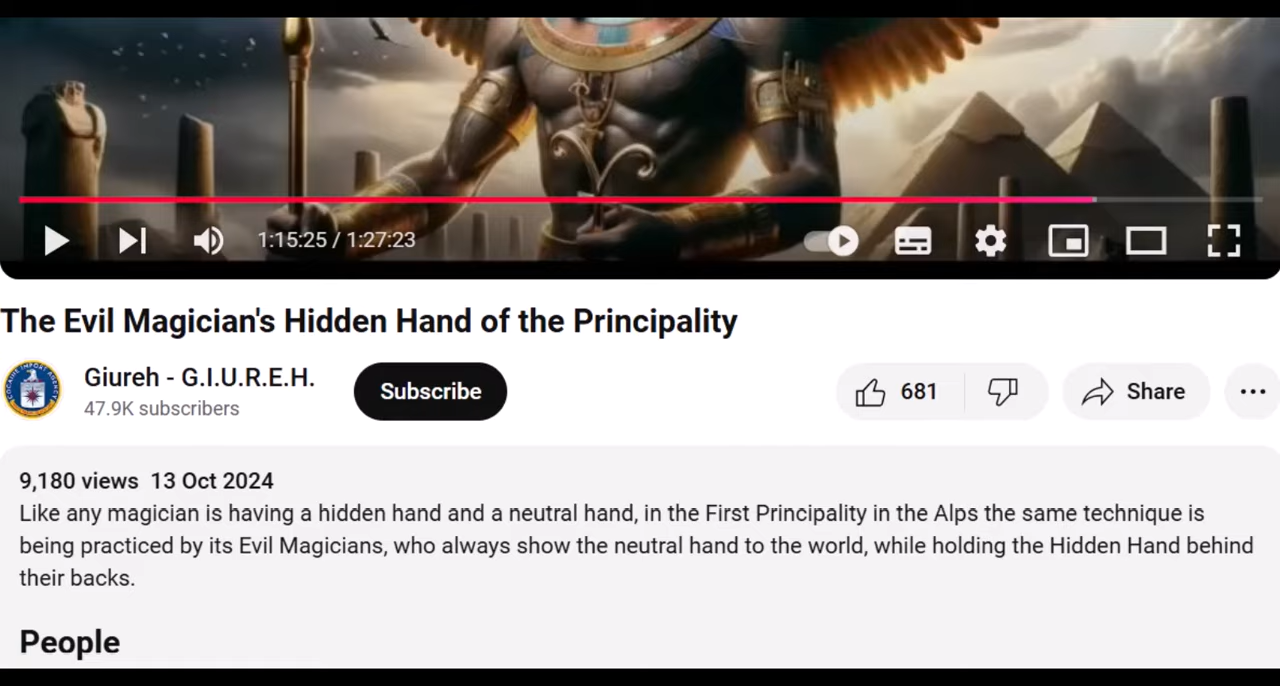 1:15:25 / 1:27:23
The Evil Magician's Hidden Hand of the Principality
COCAINE IMPORT AGENCY
Giureh - G.I.U.R.E.H.
47.9K subscribers
Subscribe
681
Share
9,180 views 13 Oct 2024
Like any magician is having a hidden hand and a neutral hand, in the First Principality in the Alps the same technique is
being practiced by its Evil Magicians, who always show the neutral hand to the world, while holding the Hidden Hand behind
their backs.
People